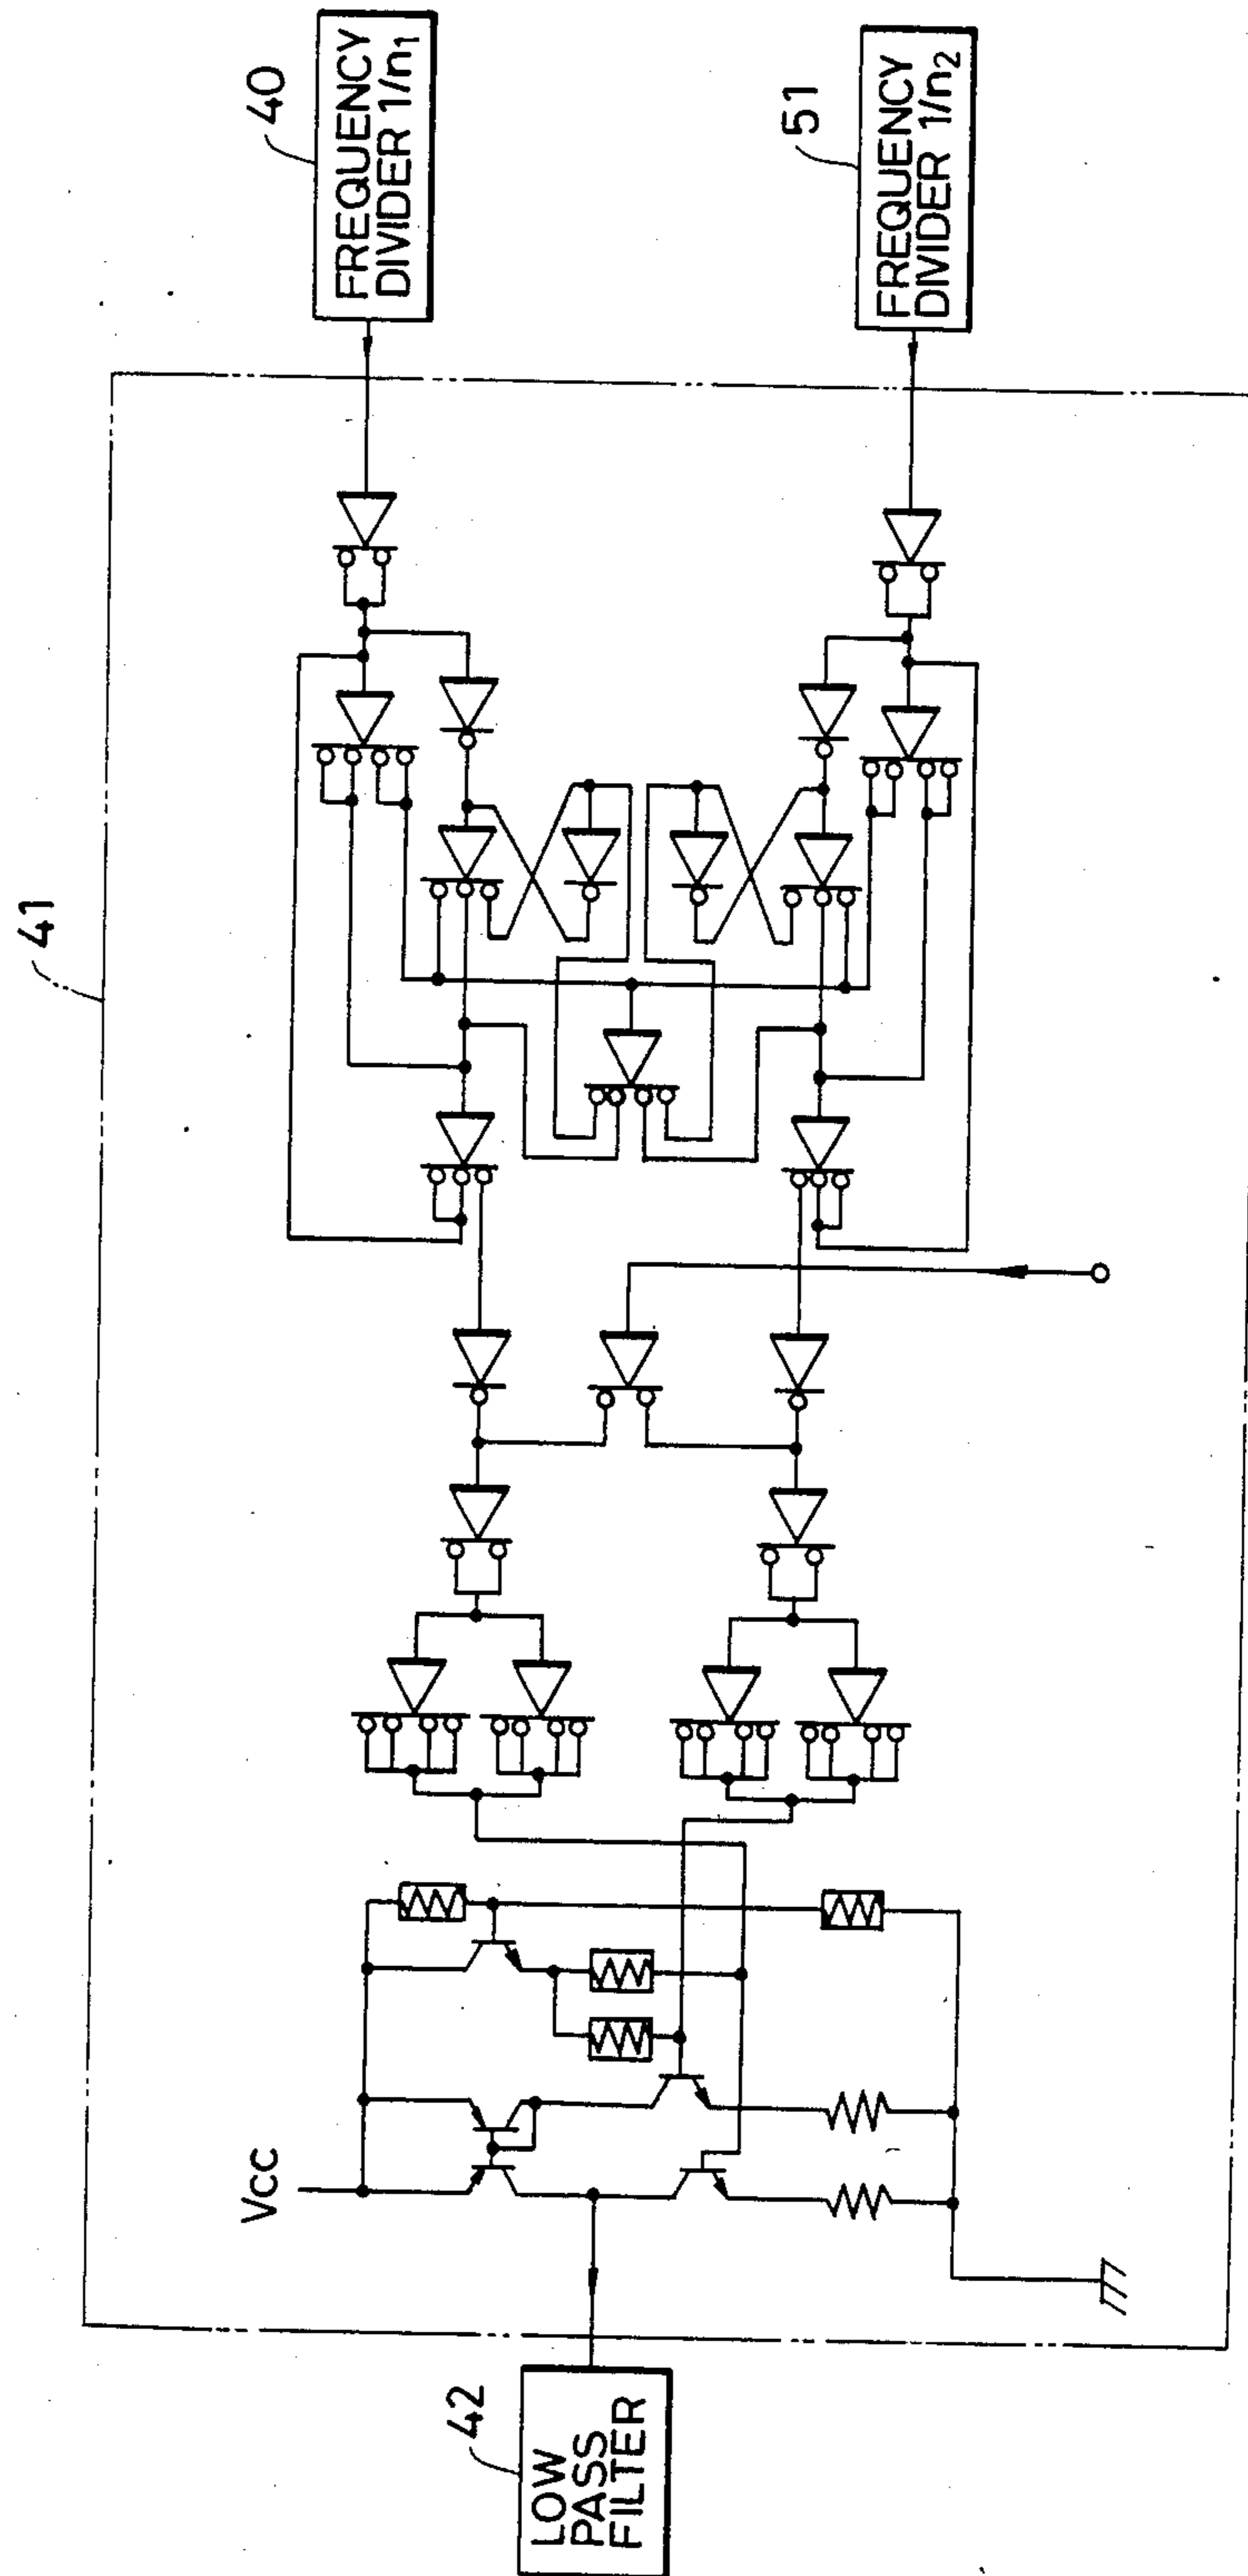 41
40
FREQUENCY
DIVIDER 1/n₁
51
FREQUENCY
DIVIDER 1/n₂
Vcc
42
LOW
PASS
FILTER